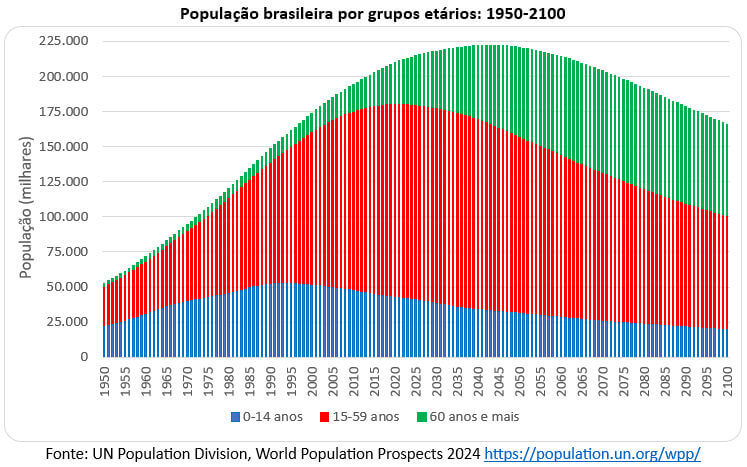 População brasileira por grupos etários: 1950-2100
População (milhares)
225.000
200.000
175.000
150.000
125.000
100.000
75.000
50.000
25.000
0
1950 1955 1960 1965 1970 1975 1980 1985 1990 1995 2000 2005 2010 2015 2020 2025 2030 2035 2040 2045 2050 2055 2060 2065 2070 2075 2080 2085 2090 2095 2100
0-14 anos 15-59 anos 60 anos e mais
Fonte: UN Population Division, World Population Prospects 2024 https://population.un.org/wpp/